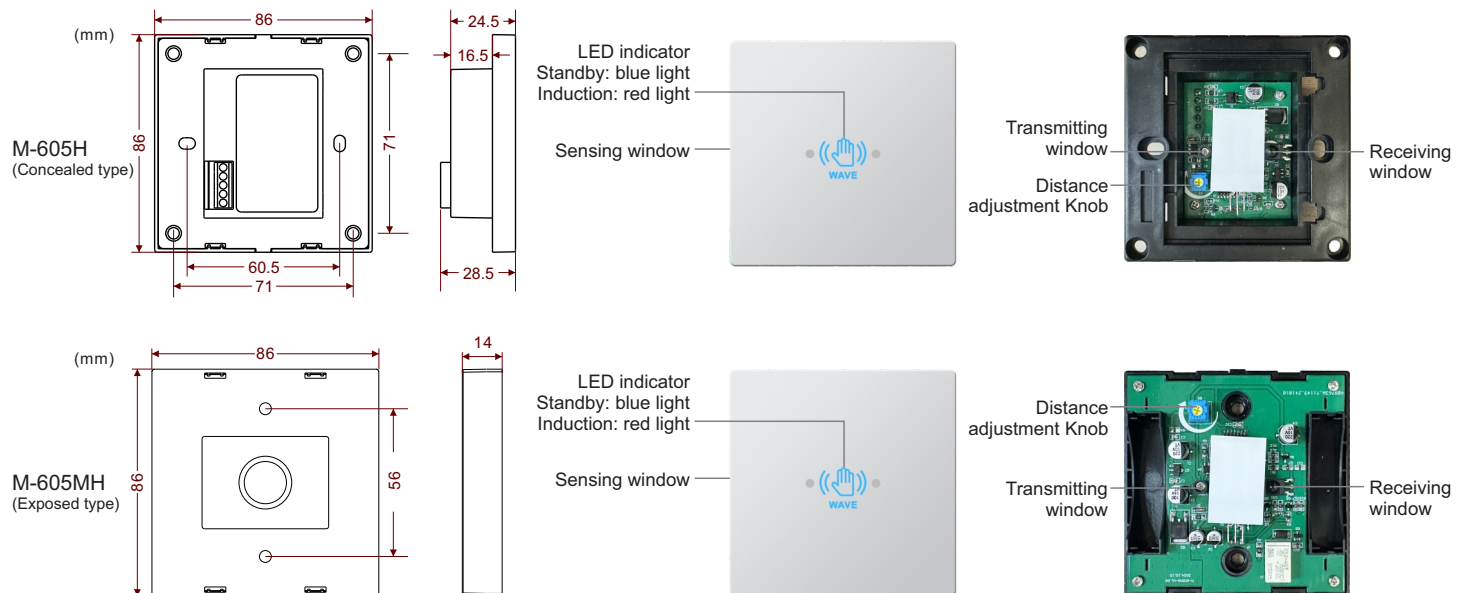 (mm)
86
86
71
60.5
71
M-605H
(Concealed type)
24.5
16.5
28.5
LED indicator
Standby: blue light
Induction: red light
Sensing window
WAVE
Transmitting
window
Distance
adjustment Knob
Receiving
window
(mm)
86
86
56
M-605MH
(Exposed type)
14
LED indicator
Standby: blue light
Induction: red light
Sensing window
WAVE
Distance
adjustment Knob
Transmitting
window
Receiving
window